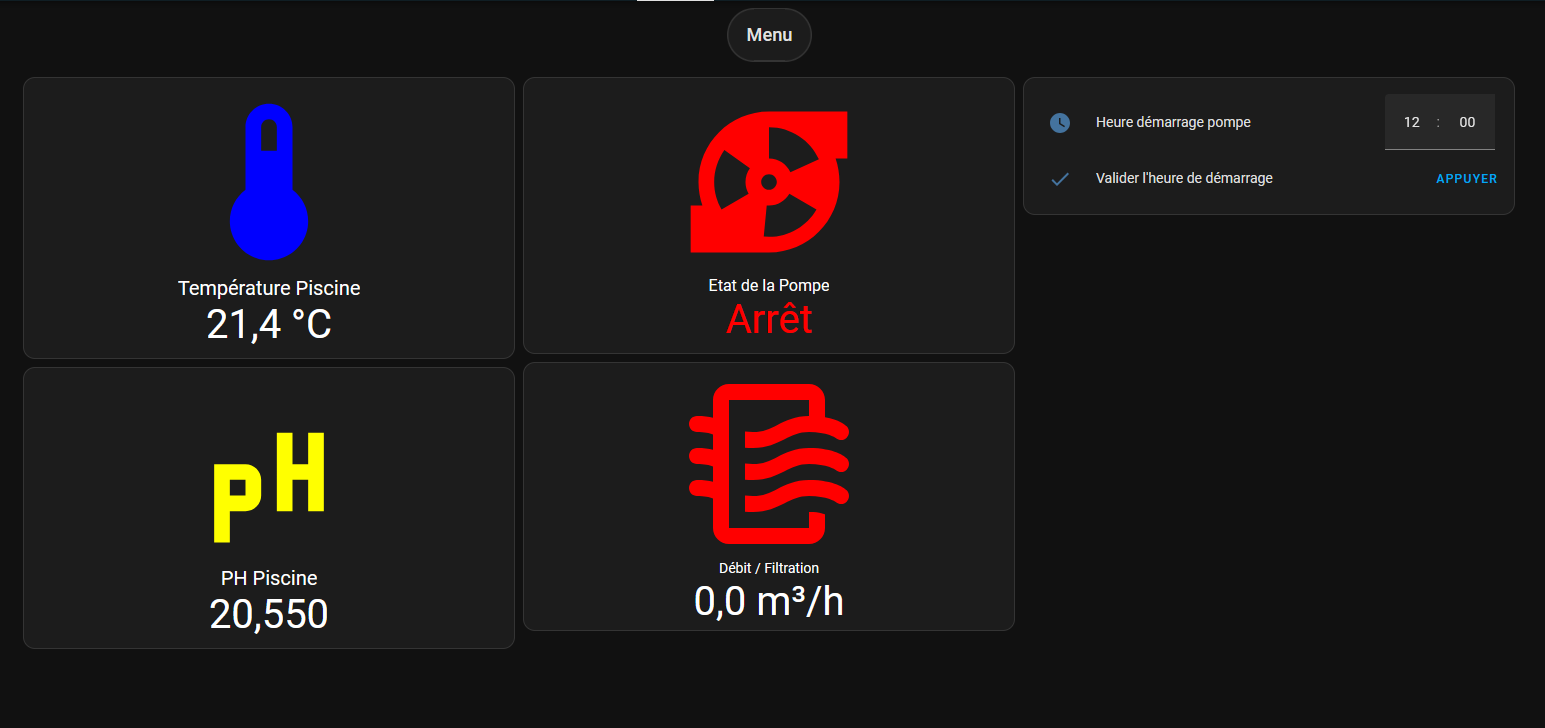 Menu
Température Piscine
21,4 °C
pH
PH Piscine
20,550
Etat de la Pompe
Arrêt
Débit / Filtration
0,0 m³/h
Heure démarrage pompe
12 : 00
Valider l'heure de démarrage
APPUYER